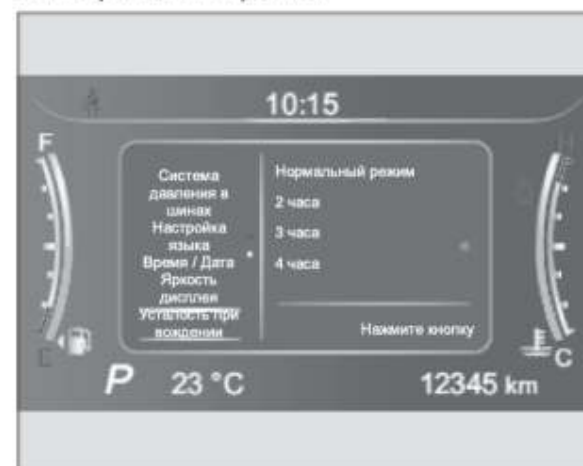 10:15
F
Система
давления в
шинах
Настройка
языка
Время / Дата
Яркость
дисплея
Усталость при
вождении
Нормальный режим
2 часа
3 часа
4 часа
Нажмите кнопку
H
E
C
P
23 °C
12345 km